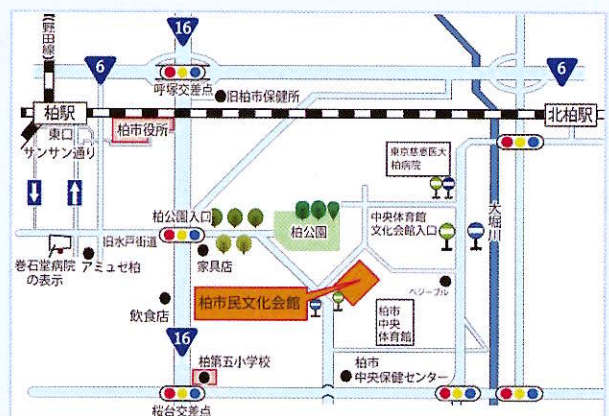 (野田線)
16
6
6
呼塚交差点
旧柏市保健所
柏駅
北柏駅
東口
柏市役所
サンサン通り
東京慈恵医大
柏病院
柏公園入口
柏公園
中央体育館
文化会館入口
大堀川
旧水戸街道
巻石堂病院
の表示
アミュゼ柏
家具店
ベジーブル
柏市民文化会館
飲食店
柏市
中央
体育館
16
柏第五小学校
柏市
中央保健センター
桜台交差点